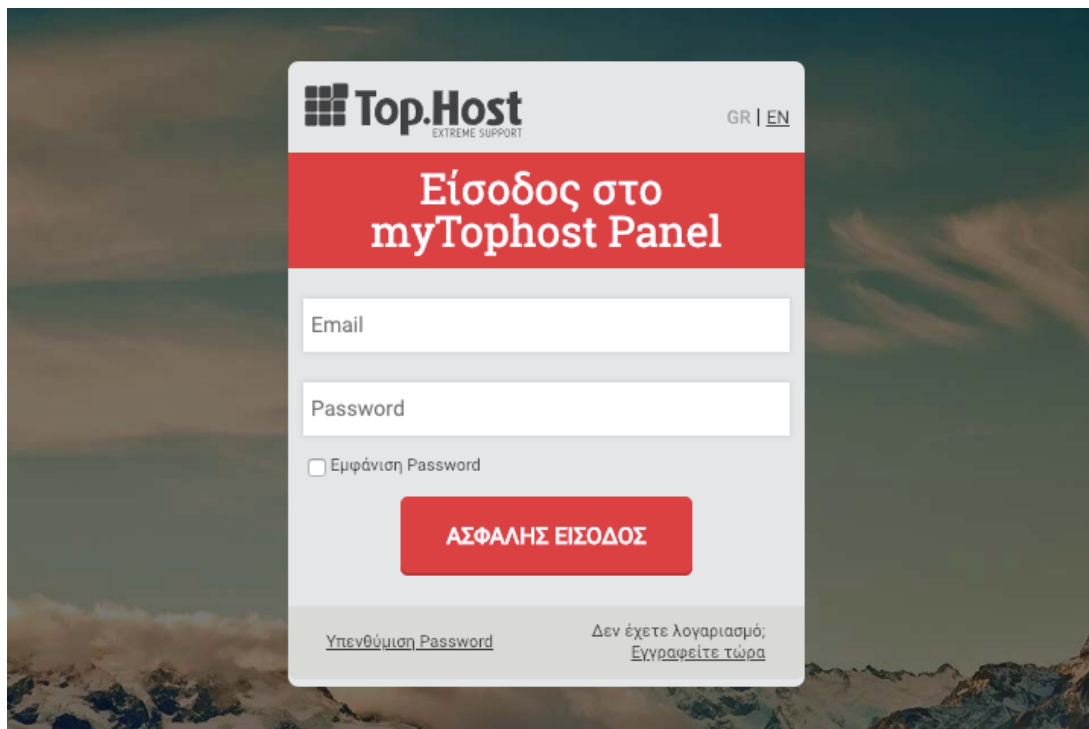 Top.Host
EXTREME SUPPORT
GR | EN
Είσοδος στο
myTophost Panel
Email
Password
Εμφάνιση Password
ΑΣΦΑΛΗΣ ΕΙΣΟΔΟΣ
Υπενθύμιση Password
Δεν έχετε λογαριασμό;
Εγγραφείτε τώρα